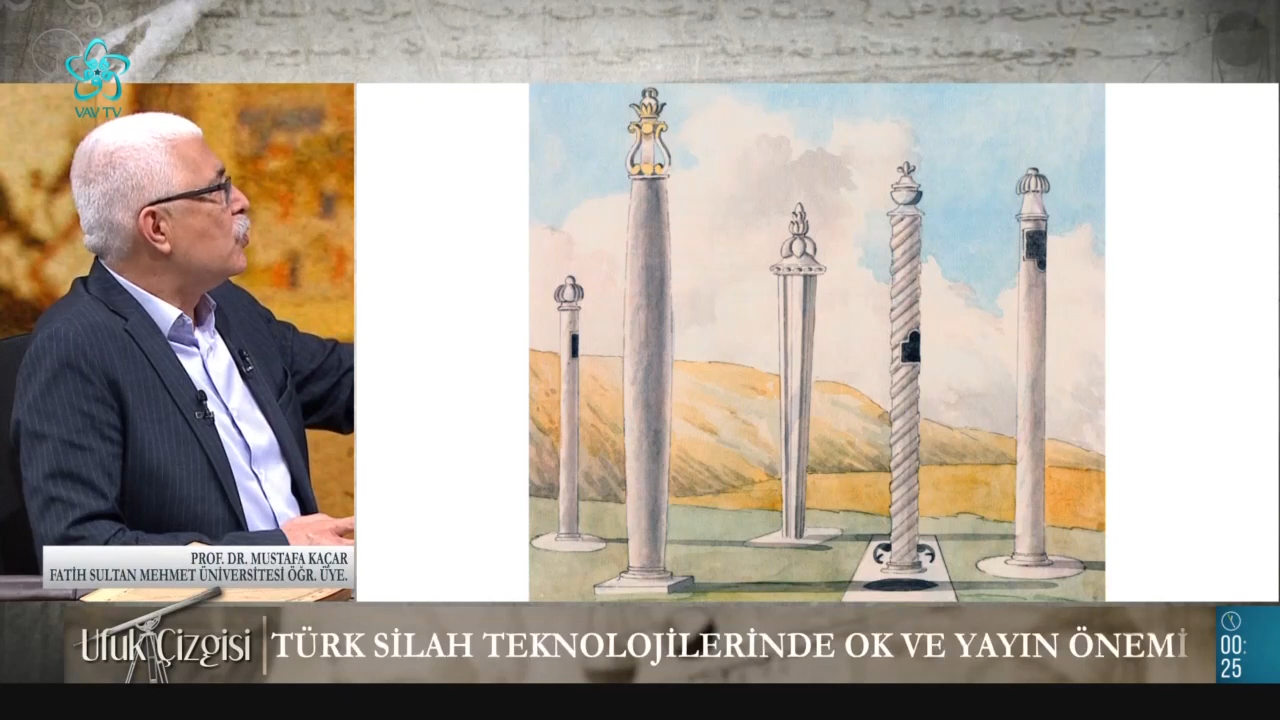 VAV TV
PROF. DR. MUSTAFA KAÇAR
FATİH SULTAN MEHMET ÜNİVERSİTESİ ÖĞR. ÜYE.
Ufuk Çizgisi
TÜRK SİLAH TEKNOLOJİLERİNDE OK VE YAYIN ÖNEMİ
00:
25